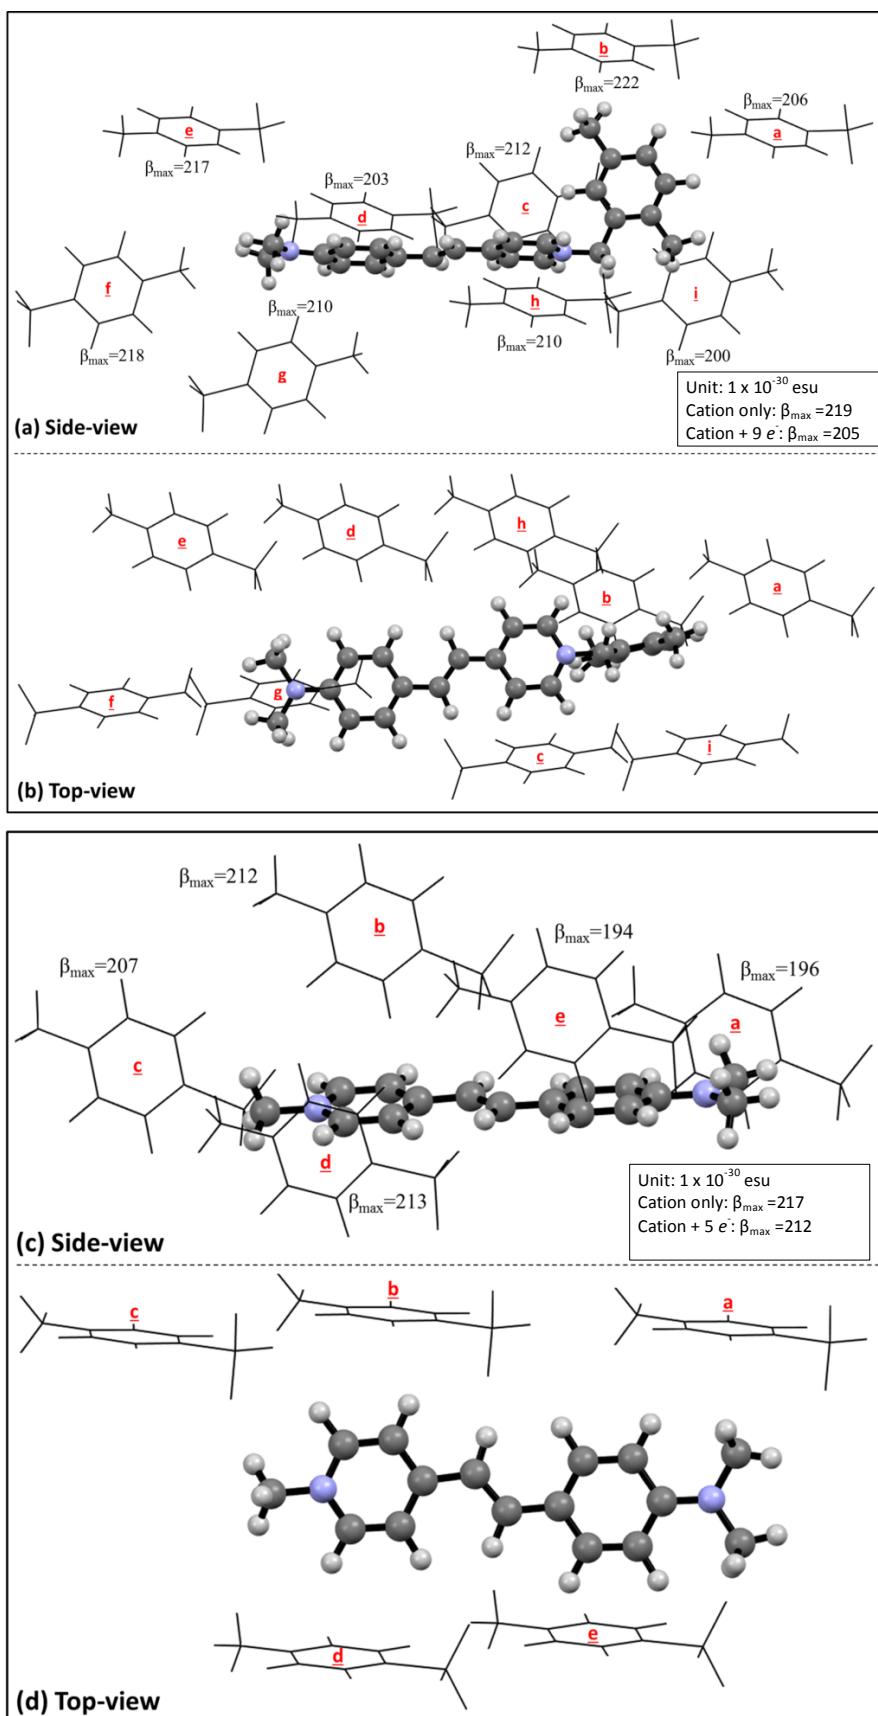 b
βmax=222
βmax=206
e
a
βmax=217
βmax=212
βmax=203
c
d
f
h
i
βmax=210
βmax=218
βmax=210
βmax=200
g
Unit: 1 x 10-30 esu
Cation only: βmax =219
Cation + 9 e-: βmax =205
(a) Side-view
h
d
e
b
a
g
f
c
i
(b) Top-view
βmax=212
b
βmax=194
βmax=207
βmax=196
e
a
c
d
βmax=213
Unit: 1 x 10-30 esu
Cation only: βmax =217
Cation + 5 e-: βmax =212
(c) Side-view
c
b
a
d
e
(d) Top-view